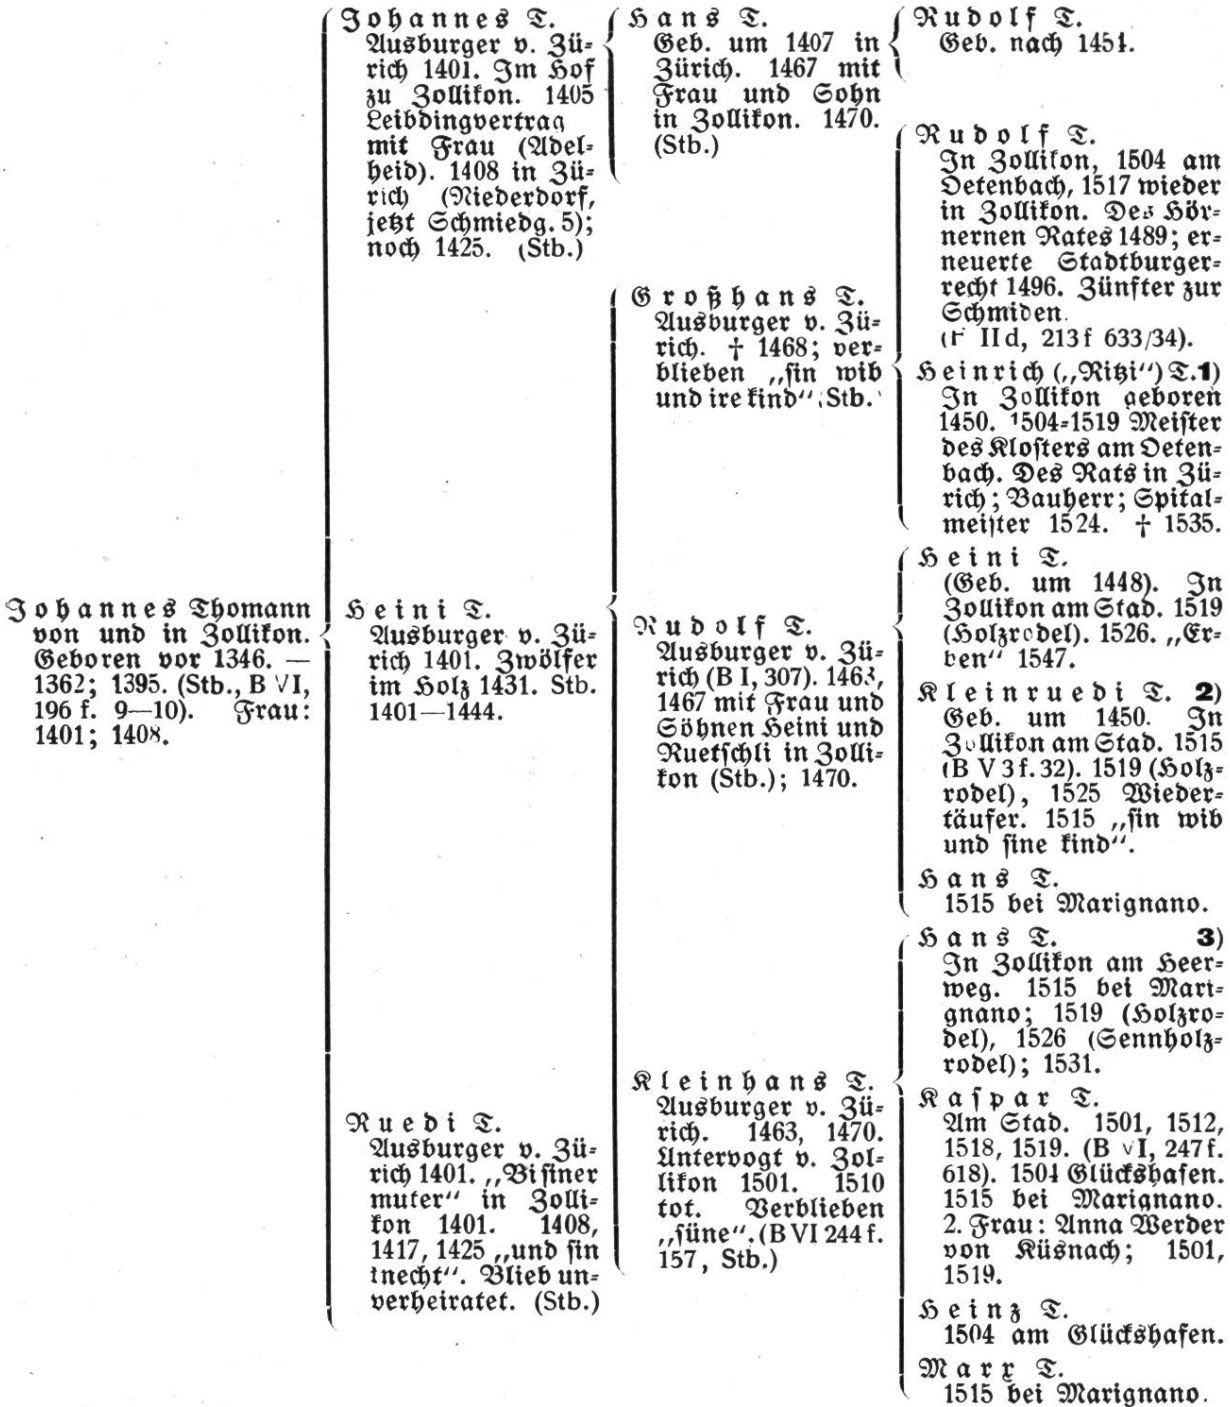 Johannes Thomann
von und in Zollikon.
Geboren vor 1346. —
1362; 1395. (Stb., B VI,
196 f. 9—10). Frau:
1401; 1408.
Johannes T.
Ausburger v. Zü-
rich 1401. Im Hof
zu Zollikon. 1405
Leibdingvertrag
mit Frau (Adel-
heid). 1408 in Zü-
rich (Niederdorf,
jetzt Schmiedg. 5);
noch 1425. (Stb.)
Heini T.
Ausburger v. Zü-
rich 1401. Zwölfer
im Holz 1431. Stb.
1401—1444.
Ruedi T.
Ausburger v. Zü-
rich 1401. „Bi siner
muter“ in Zolli-
kon 1401. 1408,
1417, 1425 „und sin
knecht“. Blieb un-
verheiratet. (Stb.)
Hans T.
Geb. um 1407 in
Zürich. 1467 mit
Frau und Sohn
in Zollikon. 1470.
(Stb.)
Großhans T.
Ausburger v. Zü-
rich. † 1468; ver-
blieben „sin wib
und ire kind“ Stb.
Rudolf T.
Ausburger v. Zü-
rich (B I, 307). 1463,
1467 mit Frau und
Söhnen Heini und
Ruetschli in Zolli-
kon (Stb.); 1470.
Kleinhans T.
Ausburger v. Zü-
rich. 1463, 1470.
Untervogt v. Zol-
likon 1501. 1510
tot. Verblieben
„süne“. (B VI 244 f.
157, Stb.)
Rudolf T.
Geb. nach 1451.
Rudolf T.
In Zollikon, 1504 am
Oetenbach, 1517 wieder
in Zollikon. Des Hör-
nernen Rates 1489; er-
neuerte Stadtburger-
recht 1496. Zünfter zur
Schmiden.
II d, 213 f 633/34).
Heinrich („Ritzi“) T. 1)
In Zollikon geboren
1450. 1504-1519 Meister
des Klosters am Oeten-
bach. Des Rats in Zü-
rich; Bauherr; Spital-
meister 1524. † 1535.
Heini T.
(Geb. um 1448). In
Zollikon am Stad. 1519
(Holzrodel). 1526. „Er-
ben“ 1547.
Kleinruedi T. 2)
Geb. um 1450. In
Zollikon am Stad. 1515
(B V 3 f. 32). 1519 (Holz-
rodel), 1525 Wieder-
täufer. 1515 „sin wib
und sine kind“.
Hans T.
1515 bei Marignano.
Hans T. 3)
In Zollikon am Heer-
weg. 1515 bei Mari-
gnano; 1519 (Holzro-
del), 1526 (Sennholz-
rodel); 1531.
Kaspar T.
Am Stad. 1501, 1512,
1518, 1519. (B VI, 247 f.
618). 1504 Glückshafen.
1515 bei Marignano.
2. Frau: Anna Werder
von Küsnach; 1501,
1519.
Heinz T.
1504 am Glückshafen.
Marx T.
1515 bei Marignano.